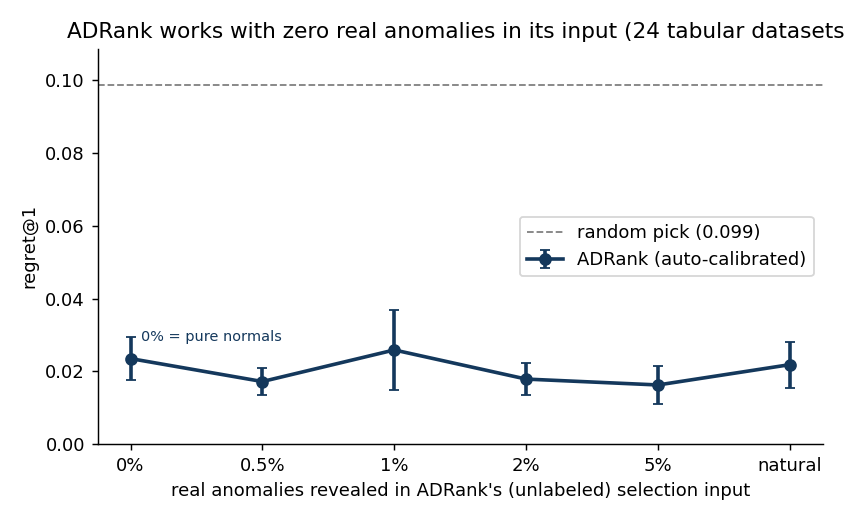 ADRank works with zero real anomalies in its input (24 tabular datasets
0.10
0.08
0.06
0.04
0.02
0.00
regret@1
random pick (0.099)
ADRank (auto-calibrated)
0% = pure normals
0%
0.5%
1%
2%
5%
natural
real anomalies revealed in ADRank's (unlabeled) selection input